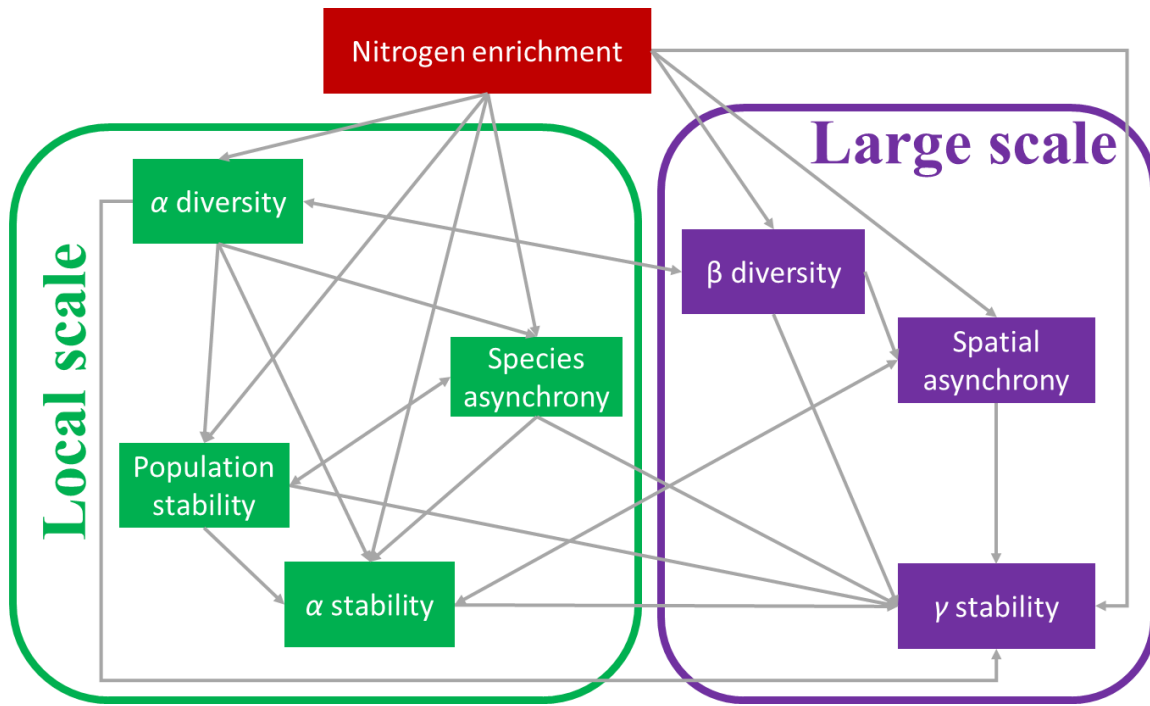 Nitrogen enrichment
Large scale
Local scale
α diversity
β diversity
Species
asynchrony
Spatial
asynchrony
Population
stability
α stability
γ stability